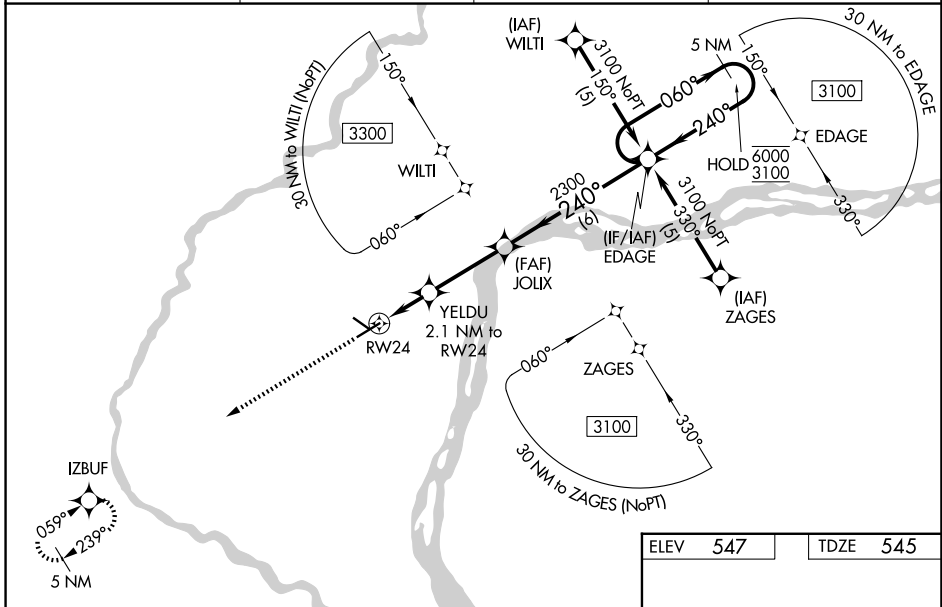 (IAF)
WILTI
3100 NoPT
150°
(5)
5 NM
060°
240°
HOLD 6000
3100
30 NM to EDAGE
150°
3100
EDAGE
330°
30 NM to WILTI (NoPT)
150°
3300
WILTI
060°
2300
240°
(6)
(IF/IAF)
EDAGE
3100 NoPT
330°
(5)
(IAF)
ZAGES
(FAF)
JOLIX
YELDU
2.1 NM to
RW24
RW24
060°
ZAGES
3100
330°
30 NM to ZAGES (NoPT)
IZBUF
059°
239°
5 NM
ELEV 547
TDZE 545